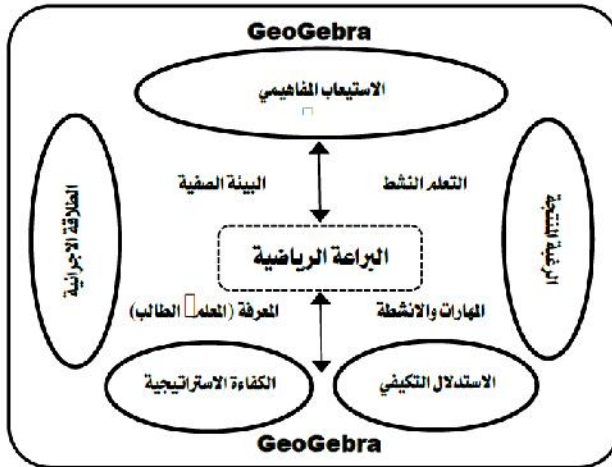 GeoGebra
الاستيعاب المفاهيمي
التعلم النشط
البيئة الصفية
الرغبة المنتجة
الطلاقة الاجرائية
البراعة الرياضية
المهارات والانشطة
المعرفة (المعلم الطالب)
الاستدلال التكيفي
الكفاءة الاستراتيجية
GeoGebra